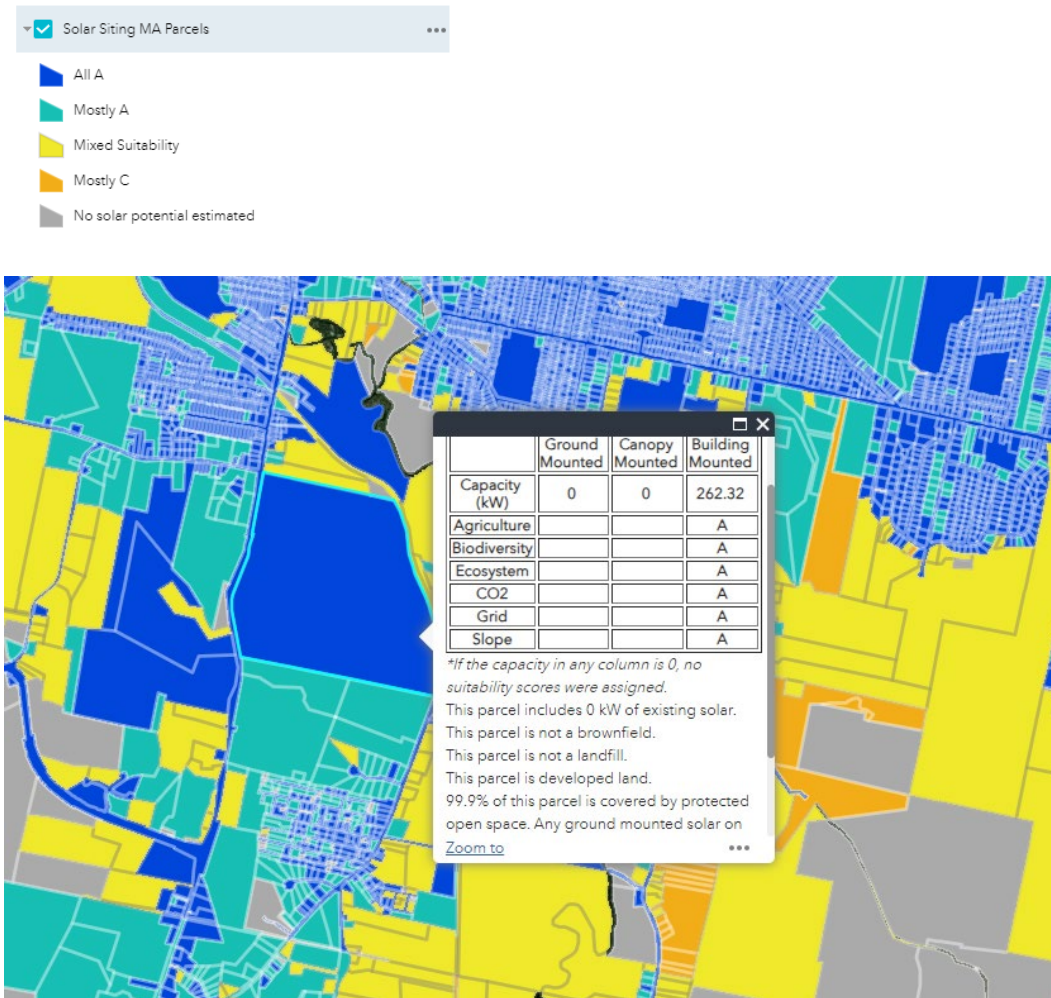 Solar Siting MA Parcels
All A
Mostly A
Mixed Suitability
Mostly C
No solar potential estimated
Ground Mounted Canopy Mounted Building Mounted
Capacity (kW) 0 0 262.32
Agriculture A
Biodiversity A
Ecosystem A
CO2 A
Grid A
Slope A
*If the capacity in any column is 0, no
suitability scores were assigned.
This parcel includes 0 kW of existing solar.
This parcel is not a brownfield.
This parcel is not a landfill.
This parcel is developed land.
99.9% of this parcel is covered by protected
open space. Any ground mounted solar on
Zoom to